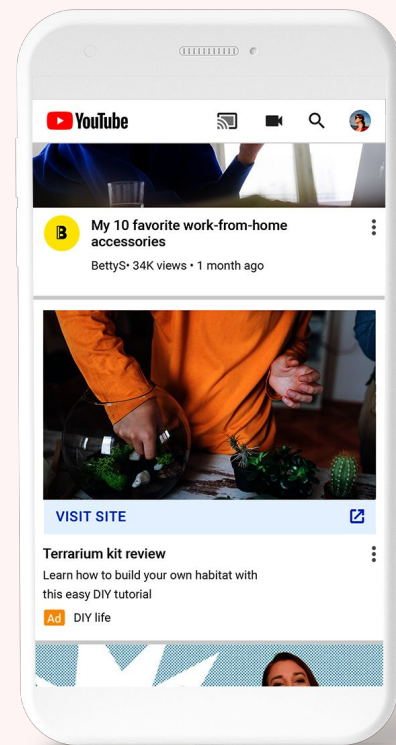 YouTube
B
My 10 favorite work-from-home
accessories
BettyS• 34K views • 1 month ago
VISIT SITE
Terrarium kit review
Learn how to build your own habitat with
this easy DIY tutorial
Ad DIY life